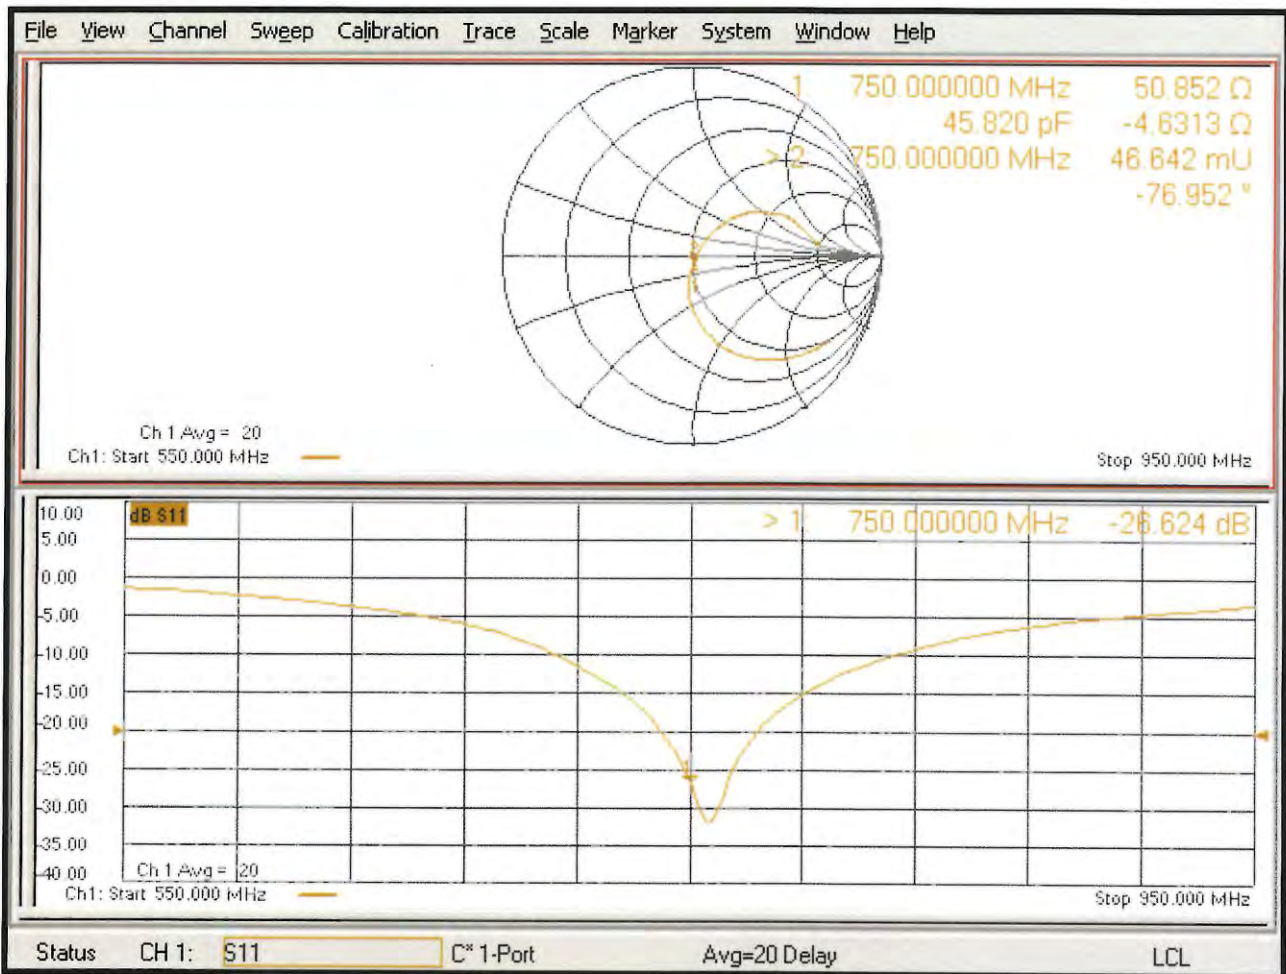 File View Channel Sweep Calibration Trace Scale Marker System Window Help
1 750.000000 MHz 50.852 Ω
45.820 pF -4.6313 Ω
> 2 750.000000 MHz 46.642 mU
-76.952 °
Ch 1 Avg = 20
Ch1: Start 550.000 MHz Stop 950.000 MHz
dB S11
> 1: 750.000000 MHz -26.624 dB
10.00
5.00
0.00
-5.00
-10.00
-15.00
-20.00
-25.00
-30.00
-35.00
-40.00
1
Ch 1 Avg = 20
Ch1: Start 550.000 MHz Stop 950.000 MHz
Status CH 1: S11 C* 1-Port Avg=20 Delay LCL